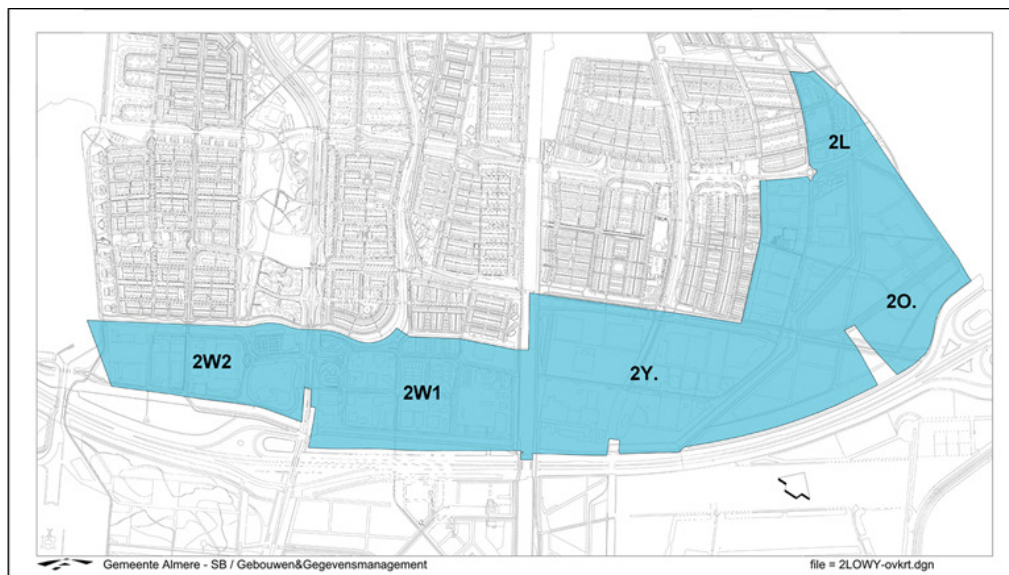 2L
2O.
2W2
2W1
2Y.
Gemeente Almere - SB / Gebouwen&Gegevensmanagement
file = 2LOWY-ovkrt.dgn